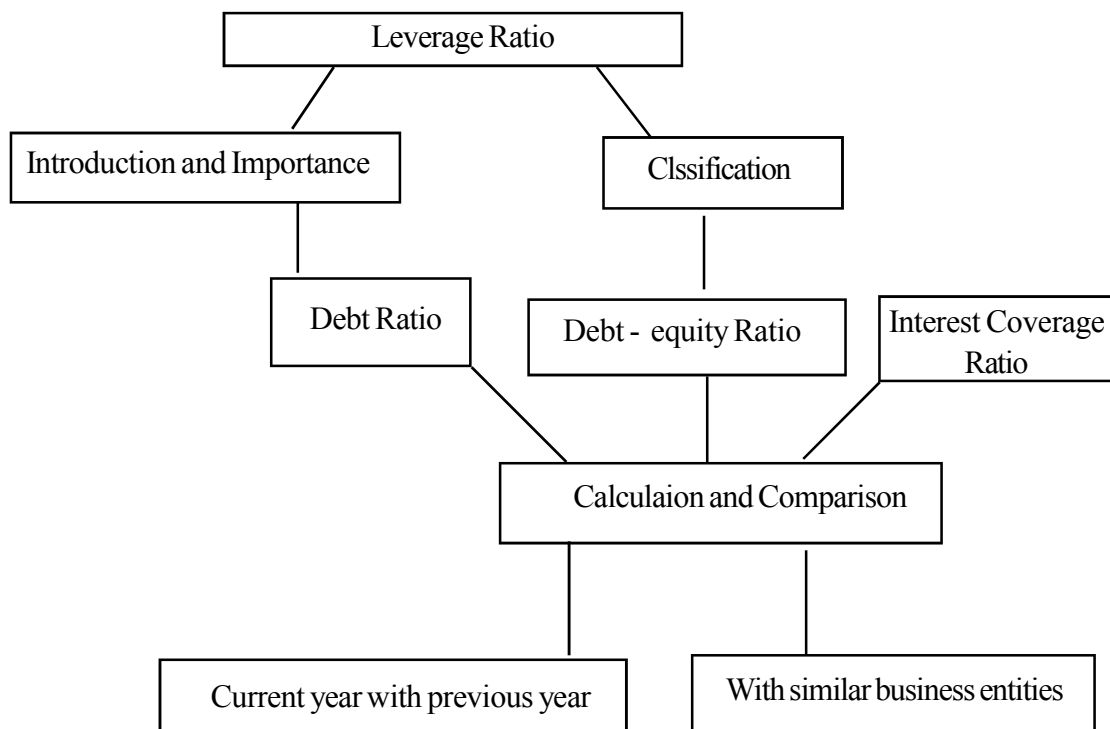 Leverage Ratio
Introduction and Importance
Clssification
Debt Ratio
Debt - equity Ratio
Interest Coverage
Ratio
Calculaion and Comparison
Current year with previous year
With similar business entities